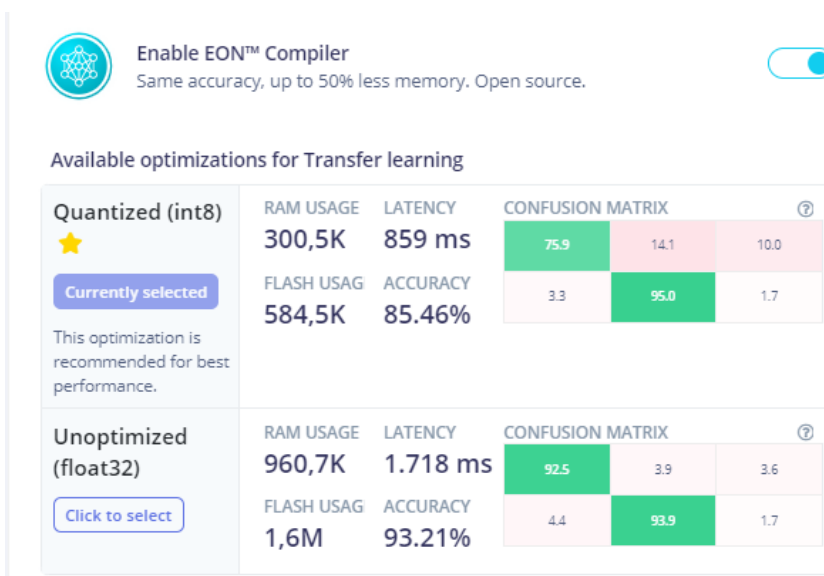 Enable EON™ Compiler
Same accuracy, up to 50% less memory. Open source.
Available optimizations for Transfer learning
Quantized (int8)
Currently selected
This optimization is
recommended for best
performance.
RAM USAGE LATENCY CONFUSION MATRIX ?
300,5K 859 ms 75.9 14.1 10.0
FLASH USAG ACCURACY 3.3 95.0 1.7
584,5K 85.46%
Unoptimized
(float32)
Click to select
RAM USAGE LATENCY CONFUSION MATRIX ?
960,7K 1.718 ms 92.5 3.9 3.6
FLASH USAG ACCURACY 4.4 93.9 1.7
1,6M 93.21%